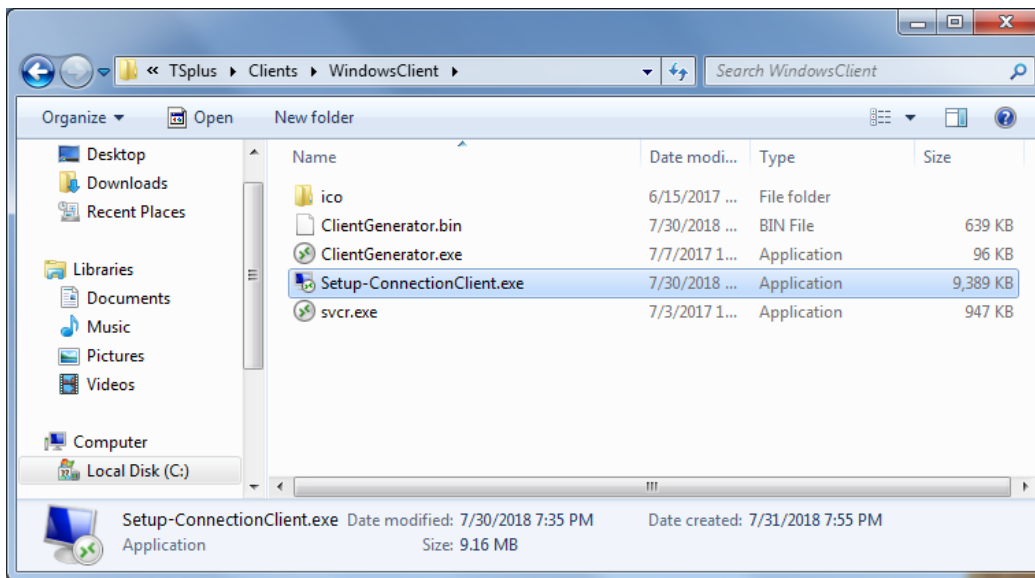 « TSplus ▸ Clients ▸ WindowsClient ▸ Search WindowsClient
Organize Open New folder
Desktop
Downloads
Recent Places
Libraries
Documents
Music
Pictures
Videos
Computer
Local Disk (C:)
Name Date modi... Type Size
ico 6/15/2017 ... File folder
ClientGenerator.bin 7/30/2018 ... BIN File 639 KB
ClientGenerator.exe 7/7/2017 1... Application 96 KB
Setup-ConnectionClient.exe 7/30/2018 ... Application 9,389 KB
svcr.exe 7/3/2017 1... Application 947 KB
Setup-ConnectionClient.exe Date modified: 7/30/2018 7:35 PM Date created: 7/31/2018 7:55 PM
Application Size: 9.16 MB